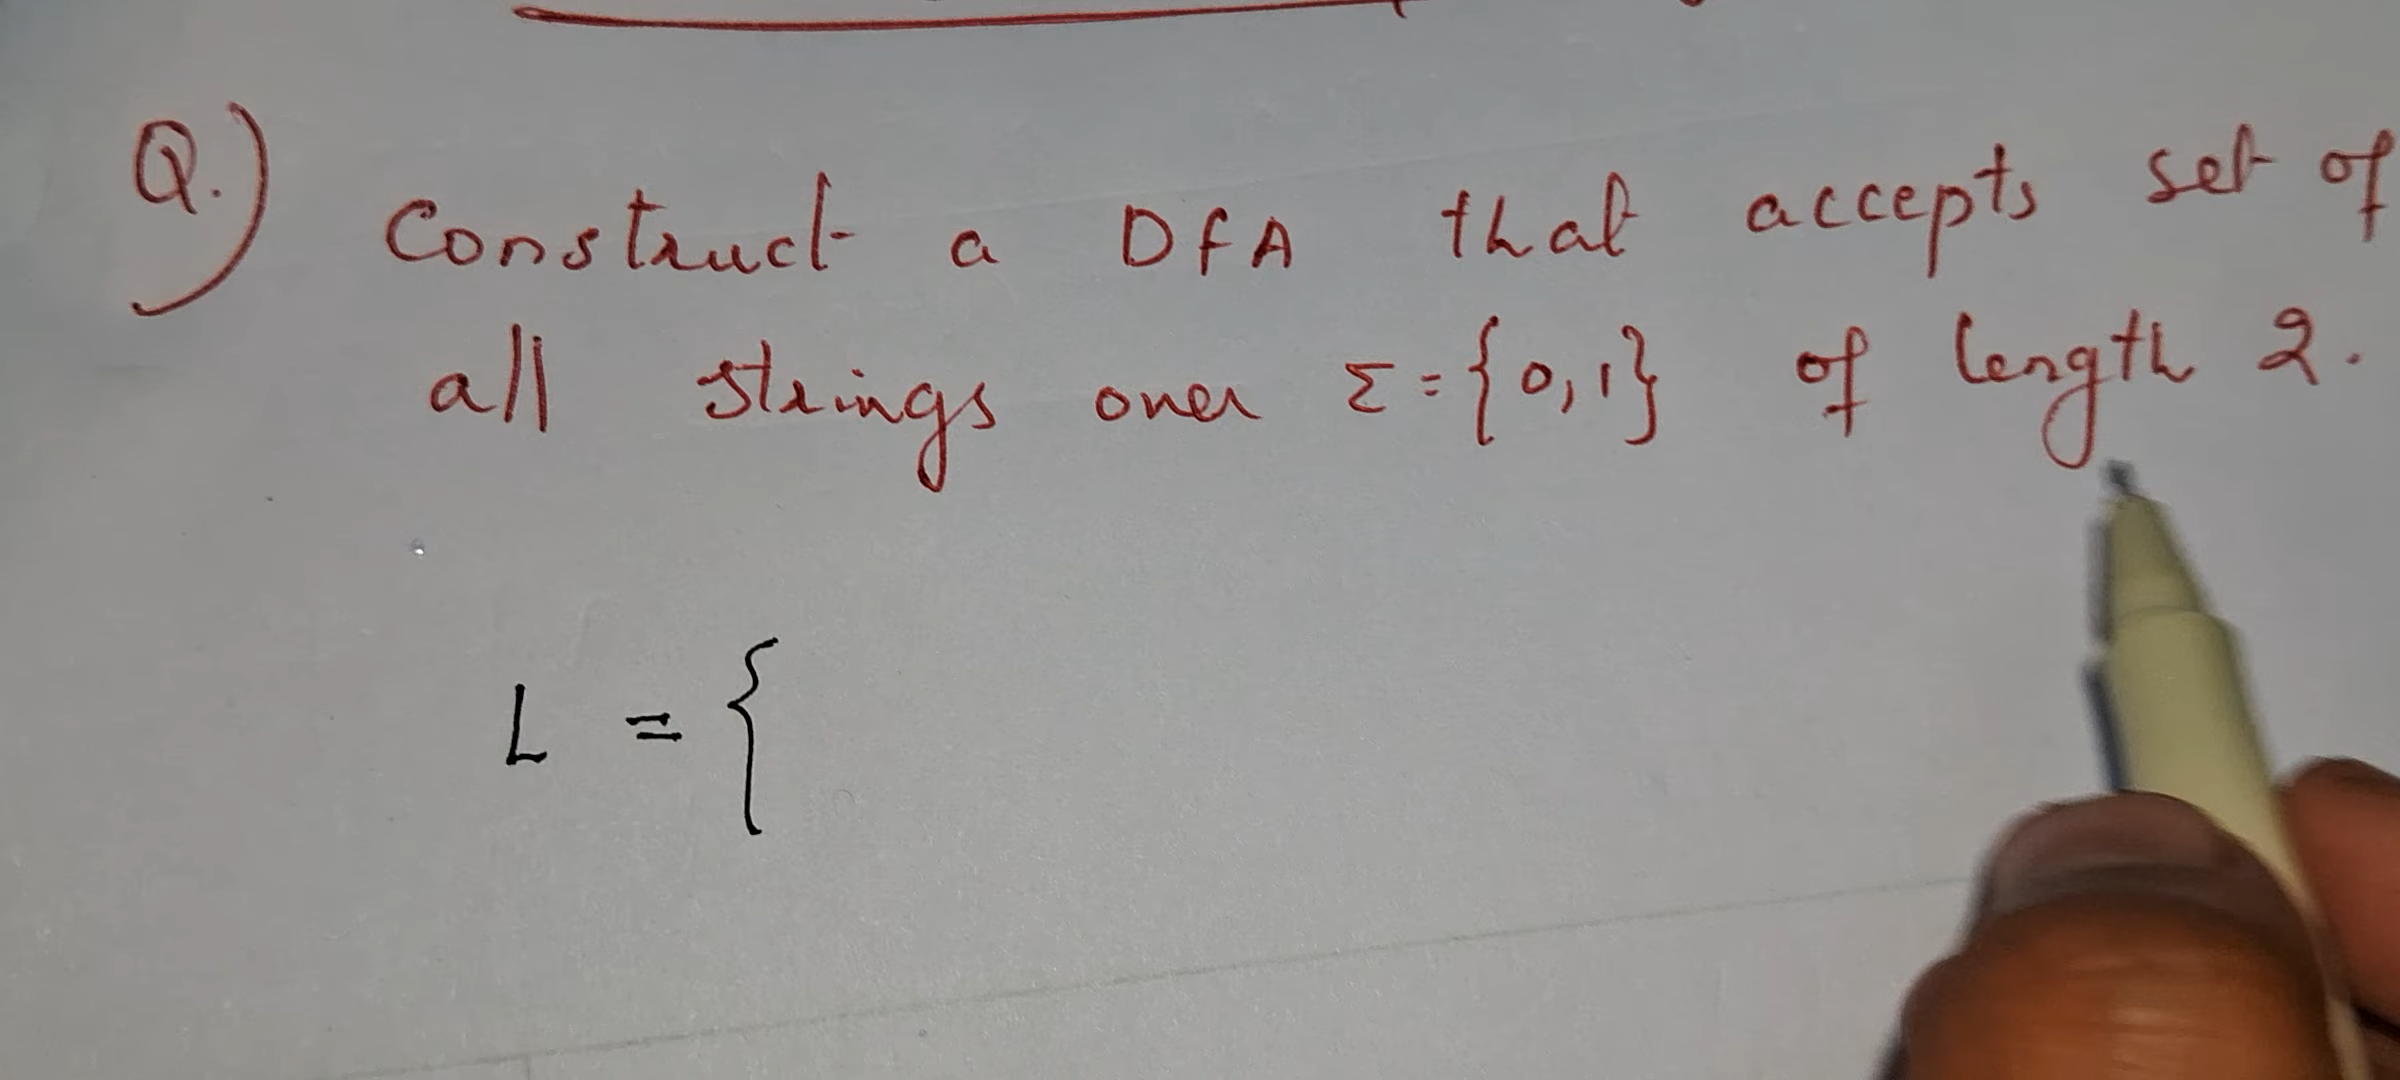 Q.) Construct a DFA that accepts set of
all strings over Σ = {0,1} of length 2.
L = {